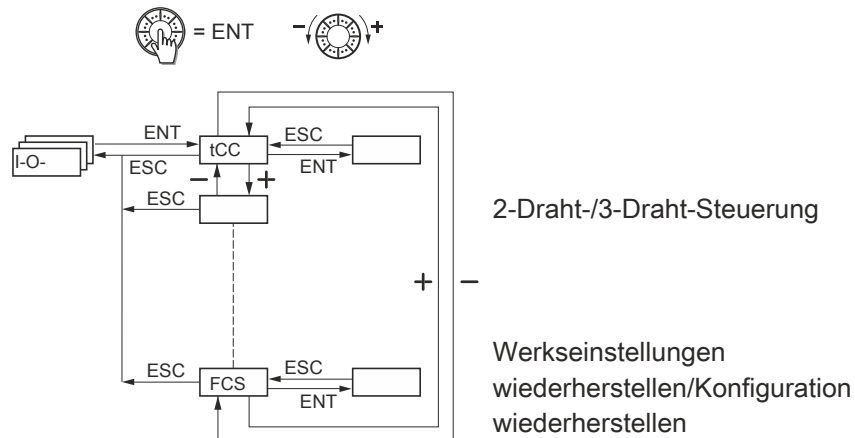 = ENT
− +
ENT
ESC
I-O-
tCC
ESC
ENT
ESC
− +
2-Draht-/3-Draht-Steuerung
+ −
ESC
FCS
ESC
ENT
Werkseinstellungen
wiederherstellen/Konfiguration
wiederherstellen